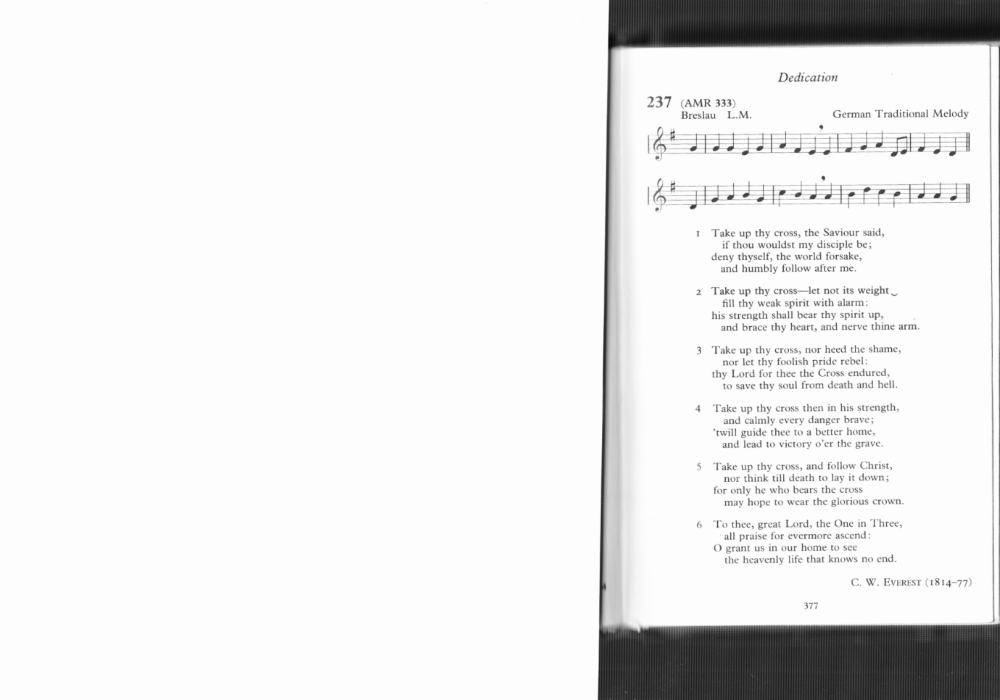 Dedication
237 (AMR 333)
Breslau L.M. German Traditional Melody
1 Take up thy cross, the Saviour said,
if thou wouldst my disciple be;
deny thyself, the world forsake,
and humbly follow after me.
2 Take up thy cross—let not its weight‿
fill thy weak spirit with alarm:
his strength shall bear thy spirit up,
and brace thy heart, and nerve thine arm.
3 Take up thy cross, nor heed the shame,
nor let thy foolish pride rebel:
thy Lord for thee the Cross endured,
to save thy soul from death and hell.
4 Take up thy cross then in his strength,
and calmly every danger brave;
’twill guide thee to a better home,
and lead to victory o’er the grave.
5 Take up thy cross, and follow Christ,
nor think till death to lay it down;
for only he who bears the cross
may hope to wear the glorious crown.
6 To thee, great Lord, the One in Three,
all praise for evermore ascend:
O grant us in our home to see
the heavenly life that knows no end.
C. W. EVEREST (1814–77)
377